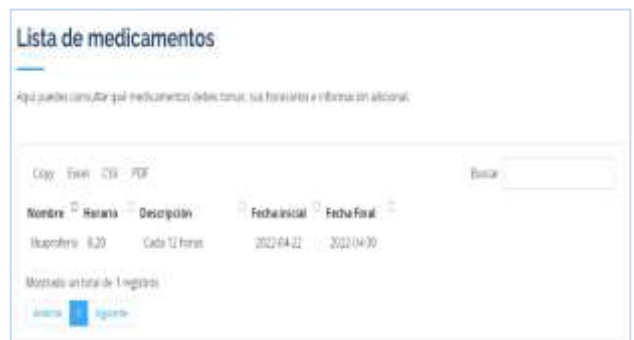 Lista de medicamentos
Aquí puedes consultar qué medicamentos debes tomar, sus horarios e información adicional.
Copy Excel CSV PDF
Buscar
Nombre Horario Descripción Fecha inicial Fecha Final
Ibuprofeno 8:20 Cada 12 horas 2022-04-22 2022-04-30
Mostrado un total de 1 registros
Anterior 1 Siguiente